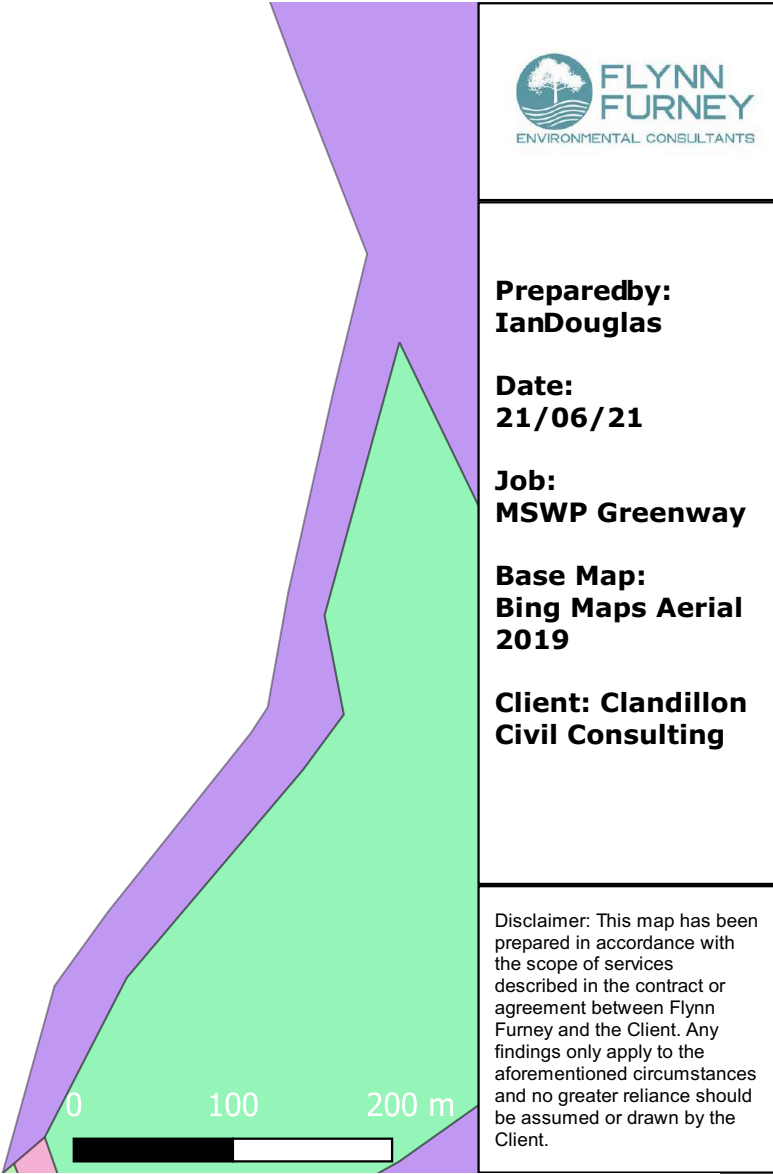 FLYNN
FURNEY
ENVIRONMENTAL CONSULTANTS
Preparedby:
IanDouglas
Date:
21/06/21
Job:
MSWP Greenway
Base Map:
Bing Maps Aerial
2019
Client: Clandillon
Civil Consulting
Disclaimer: This map has been
prepared in accordance with
the scope of services
described in the contract or
agreement between Flynn
Furney and the Client. Any
findings only apply to the
aforementioned circumstances
and no greater reliance should
be assumed or drawn by the
Client.
0 100 200 m